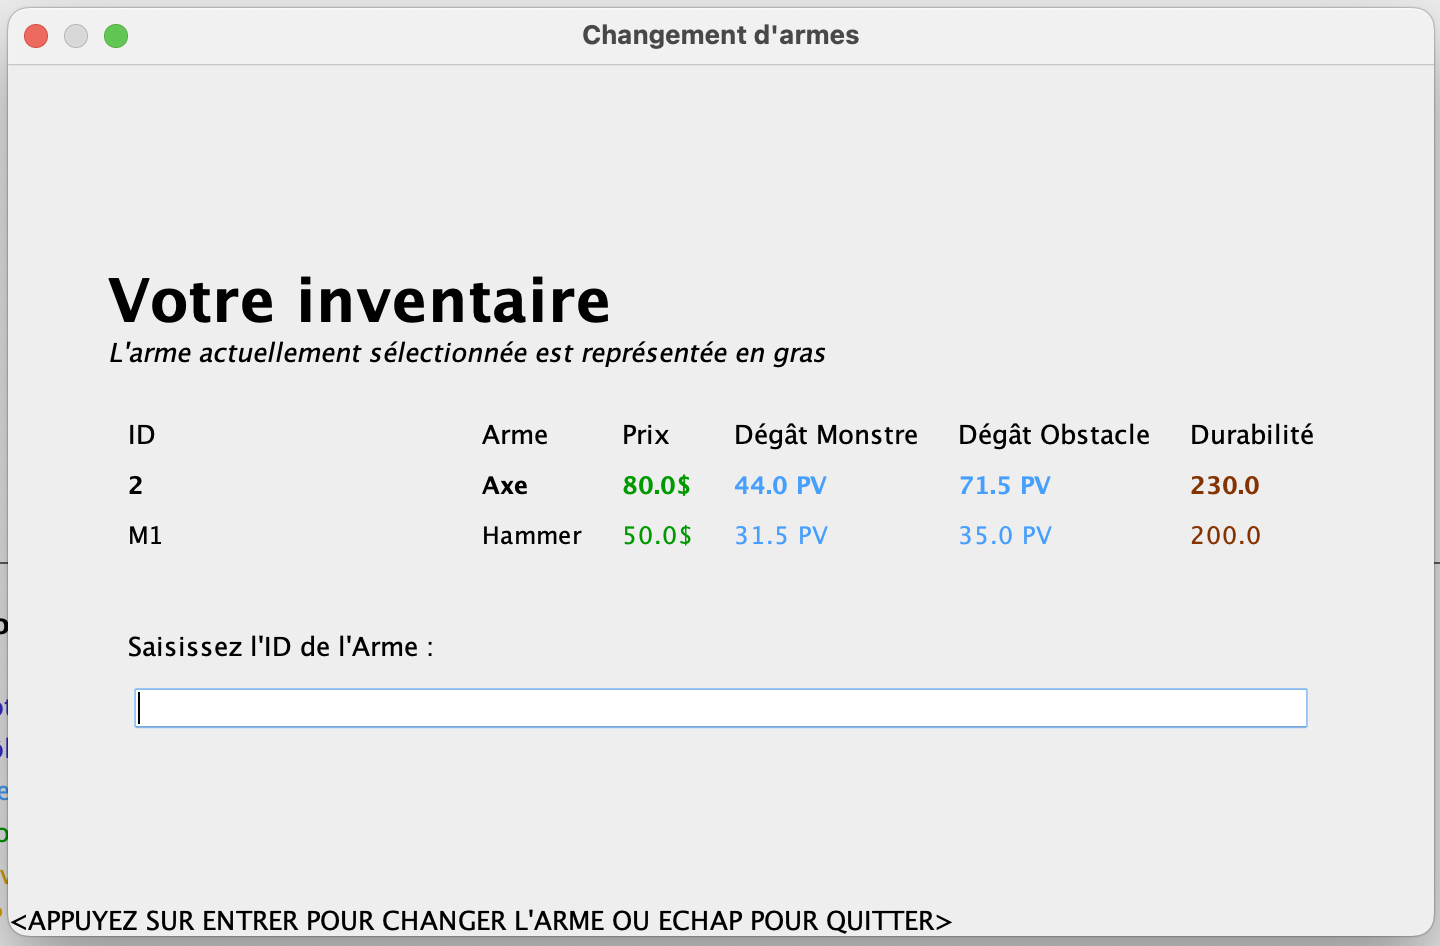 Changement d'armes
Votre inventaire
L'arme actuellement sélectionnée est représentée en gras
ID Arme Prix Dégât Monstre Dégât Obstacle Durabilité
2 Axe 80.0$ 44.0 PV 71.5 PV 230.0
M1 Hammer 50.0$ 31.5 PV 35.0 PV 200.0
Saisissez l'ID de l'Arme :
<APPUYEZ SUR ENTRER POUR CHANGER L'ARME OU ECHAP POUR QUITTER>